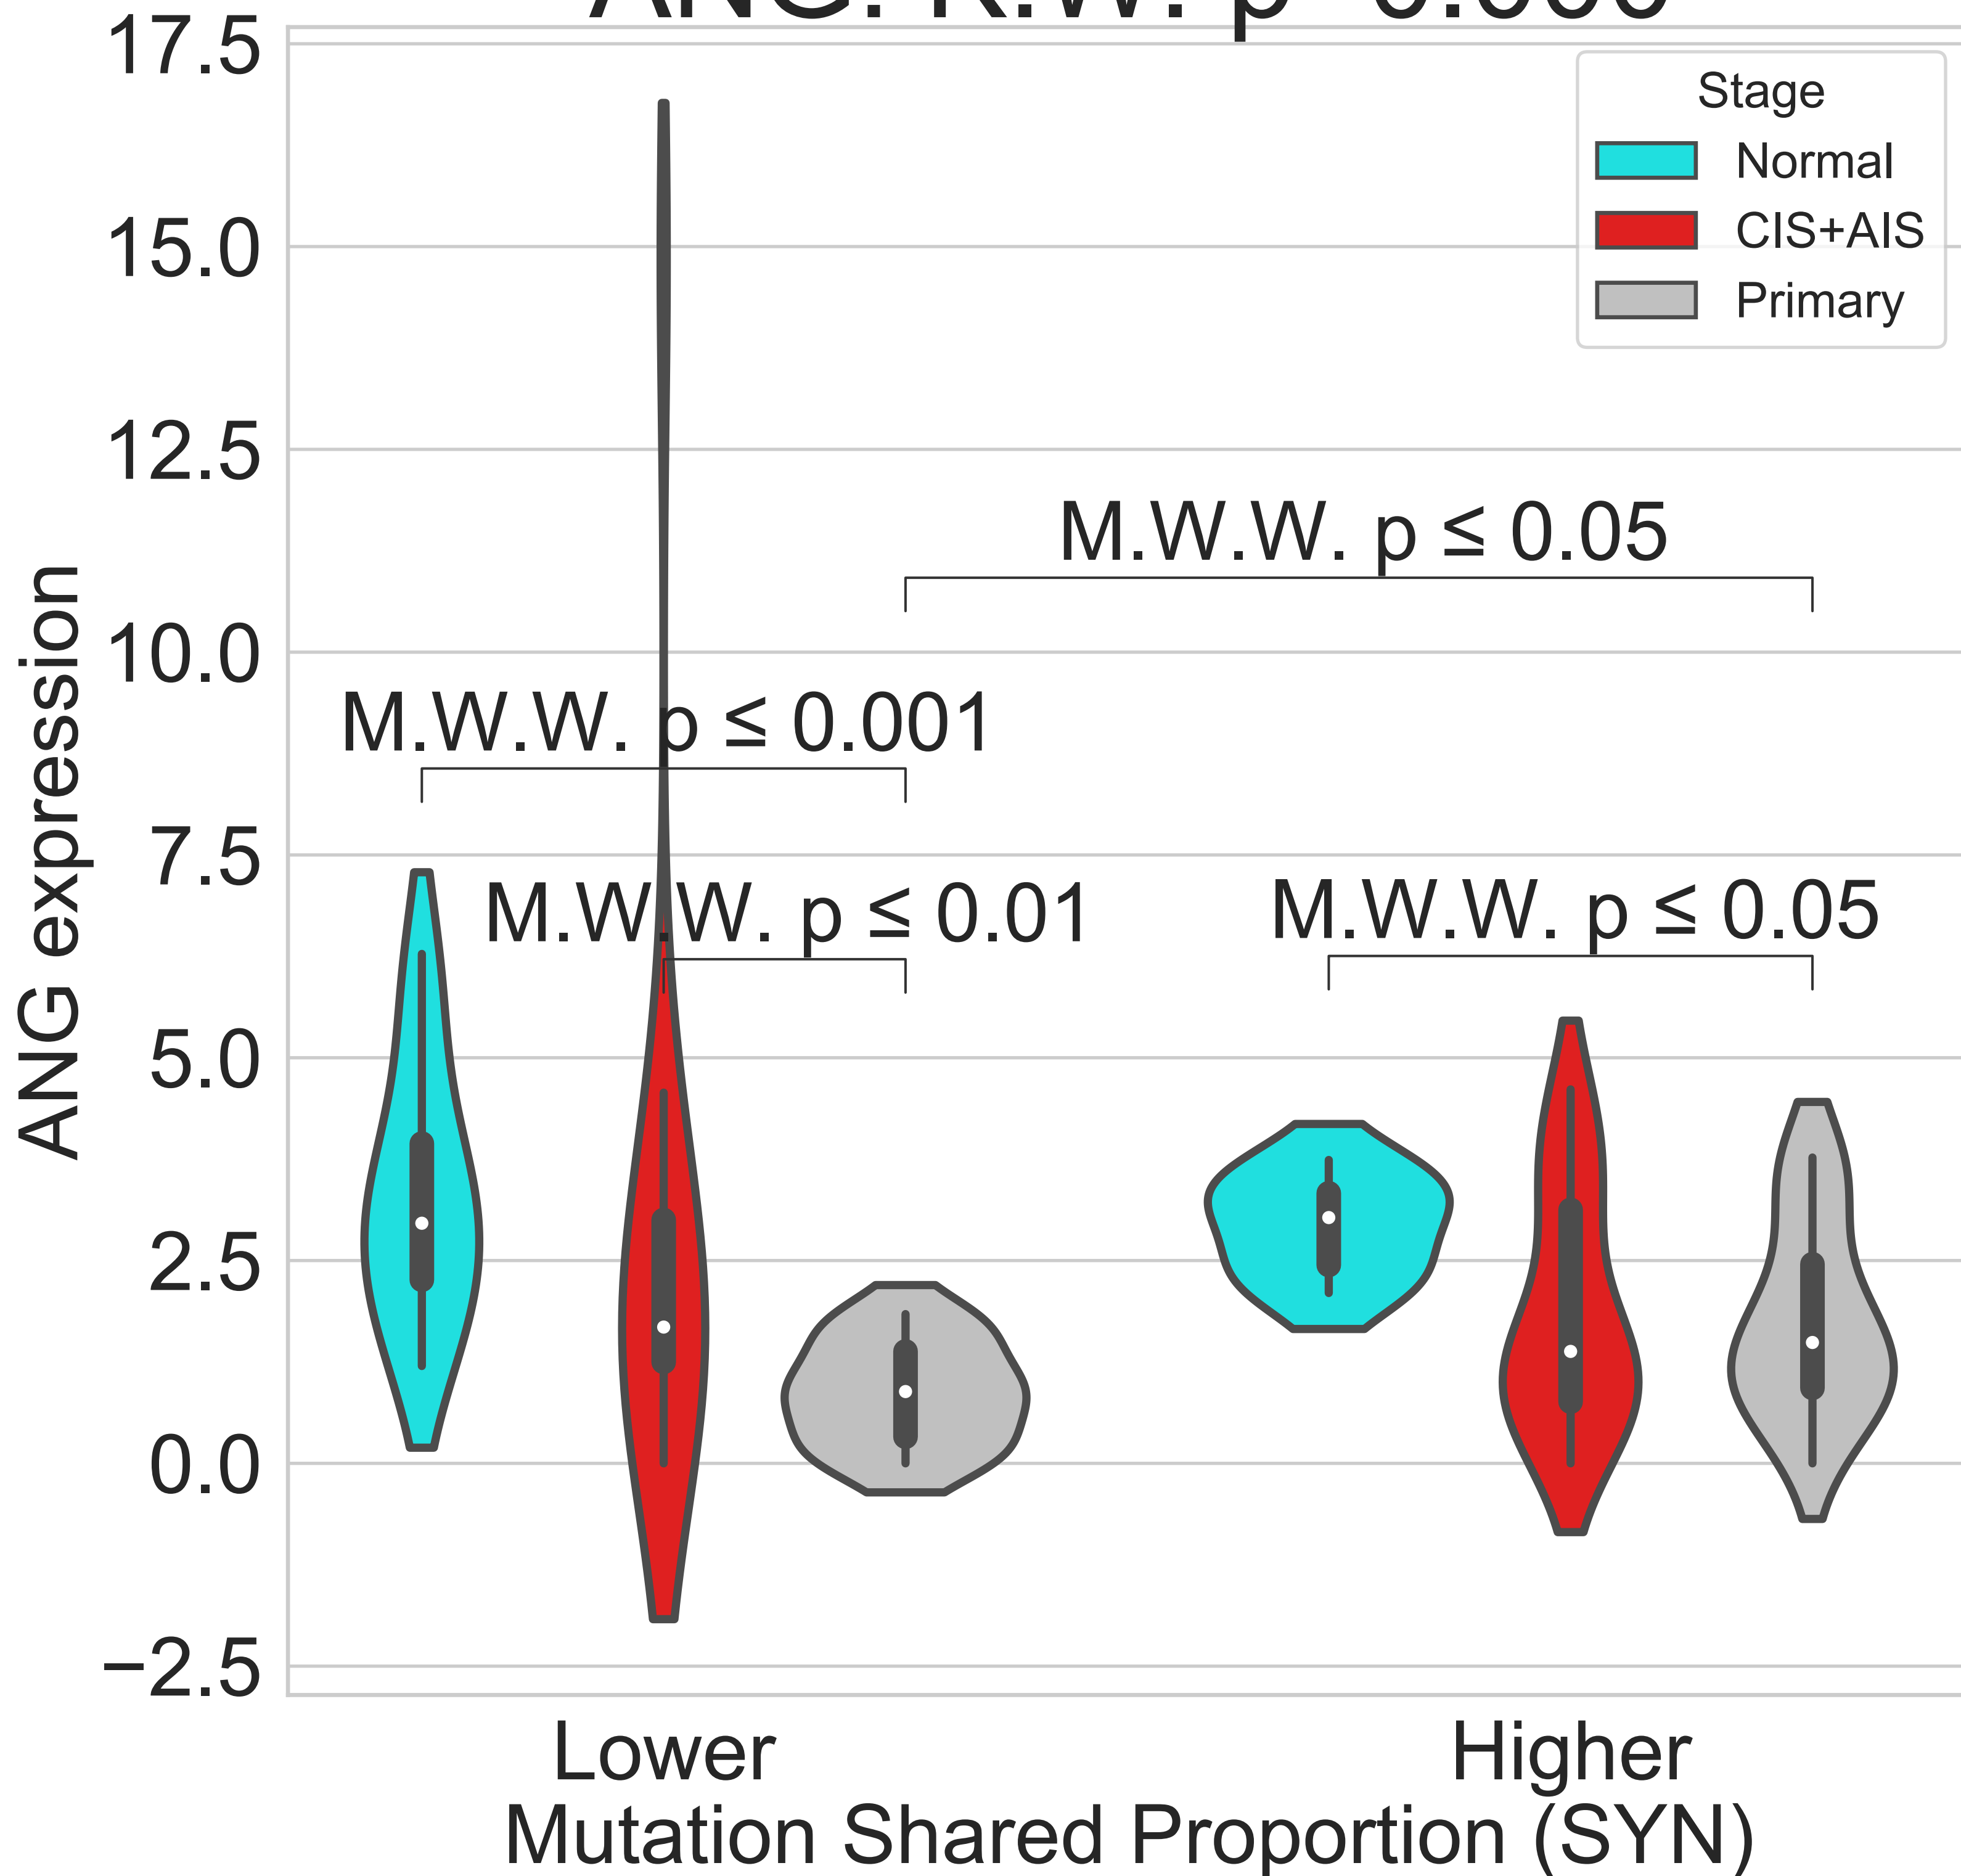 17.5
15.0
12.5
10.0
7.5
5.0
2.5
0.0
−2.5
ANG expression
Stage
Normal
CIS+AIS
Primary
M.W.W. p ≤ 0.05
M.W.W. p ≤ 0.001
M.W.W. p ≤ 0.01
M.W.W. p ≤ 0.05
Lower
Higher
Mutation Shared Proportion (SYN)